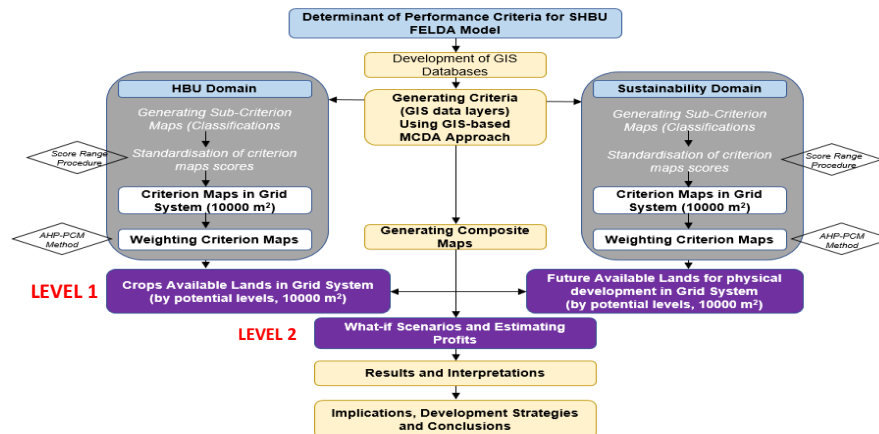 Determinant of Performance Criteria for SHBU
FELDA Model
Development of GIS
Databases
HBU Domain
Generating Sub-Criterion
Maps (Classifications
Standardisation of criterion
maps scores
Score Range
Procedure
Criterion Maps in Grid
System (10000 m²)
AHP-PCM
Method
Weighting Criterion Maps
Generating Criteria
(GIS data layers)
Using GIS-based
MCDA Approach
Generating Composite
Maps
Sustainability Domain
Generating Sub-Criterion
Maps (Classifications
Standardisation of criterion
maps scores
Score Range
Procedure
Criterion Maps in Grid
System (10000 m²)
Weighting Criterion Maps
AHP-PCM
Method
LEVEL 1
Crops Available Lands in Grid System
(by potential levels, 10000 m²)
Future Available Lands for physical
development in Grid System
(by potential levels, 10000 m²)
LEVEL 2
What-if Scenarios and Estimating
Profits
Results and Interpretations
Implications, Development Strategies
and Conclusions